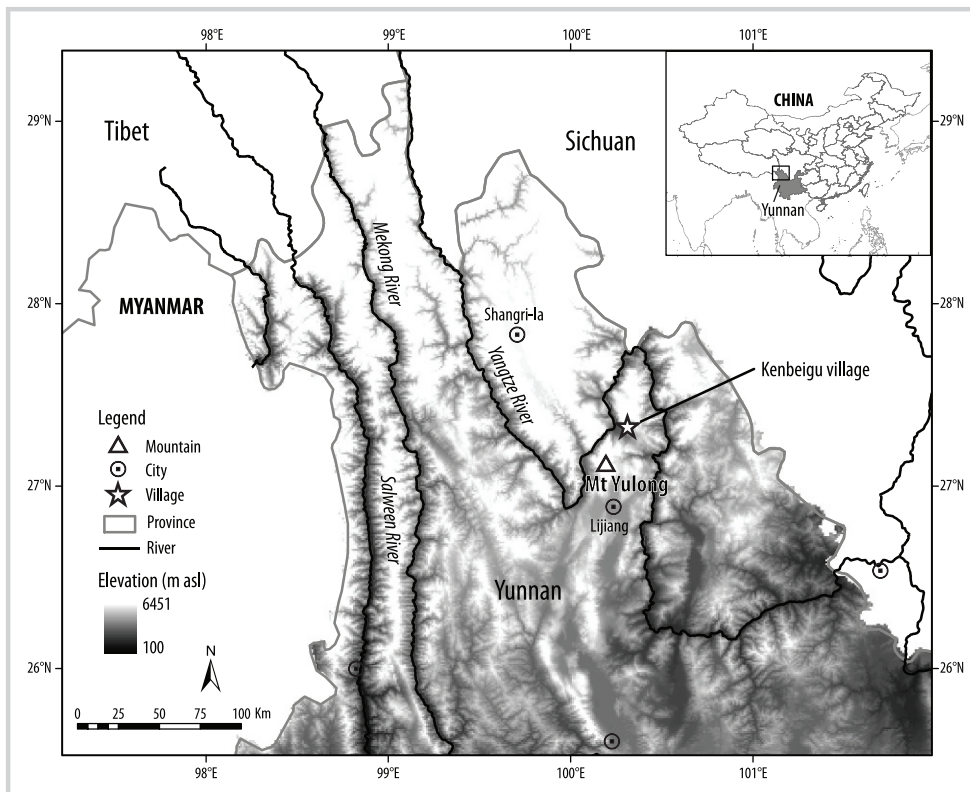 98°E
99°E
100°E
101°E
29°N
29°N
Tibet
Sichuan
CHINA
Yunnan
Mekong River
28°N
28°N
MYANMAR
Shangri-la
Yangtze River
Kenbeigu village
Legend
Mountain
City
Village
Province
River
27°N
27°N
Mt Yulong
Lijiang
Salween River
Elevation (m asl)
6451
100
Yunnan
N
26°N
26°N
0 25 50 75 100 Km
98°E
99°E
100°E
101°E